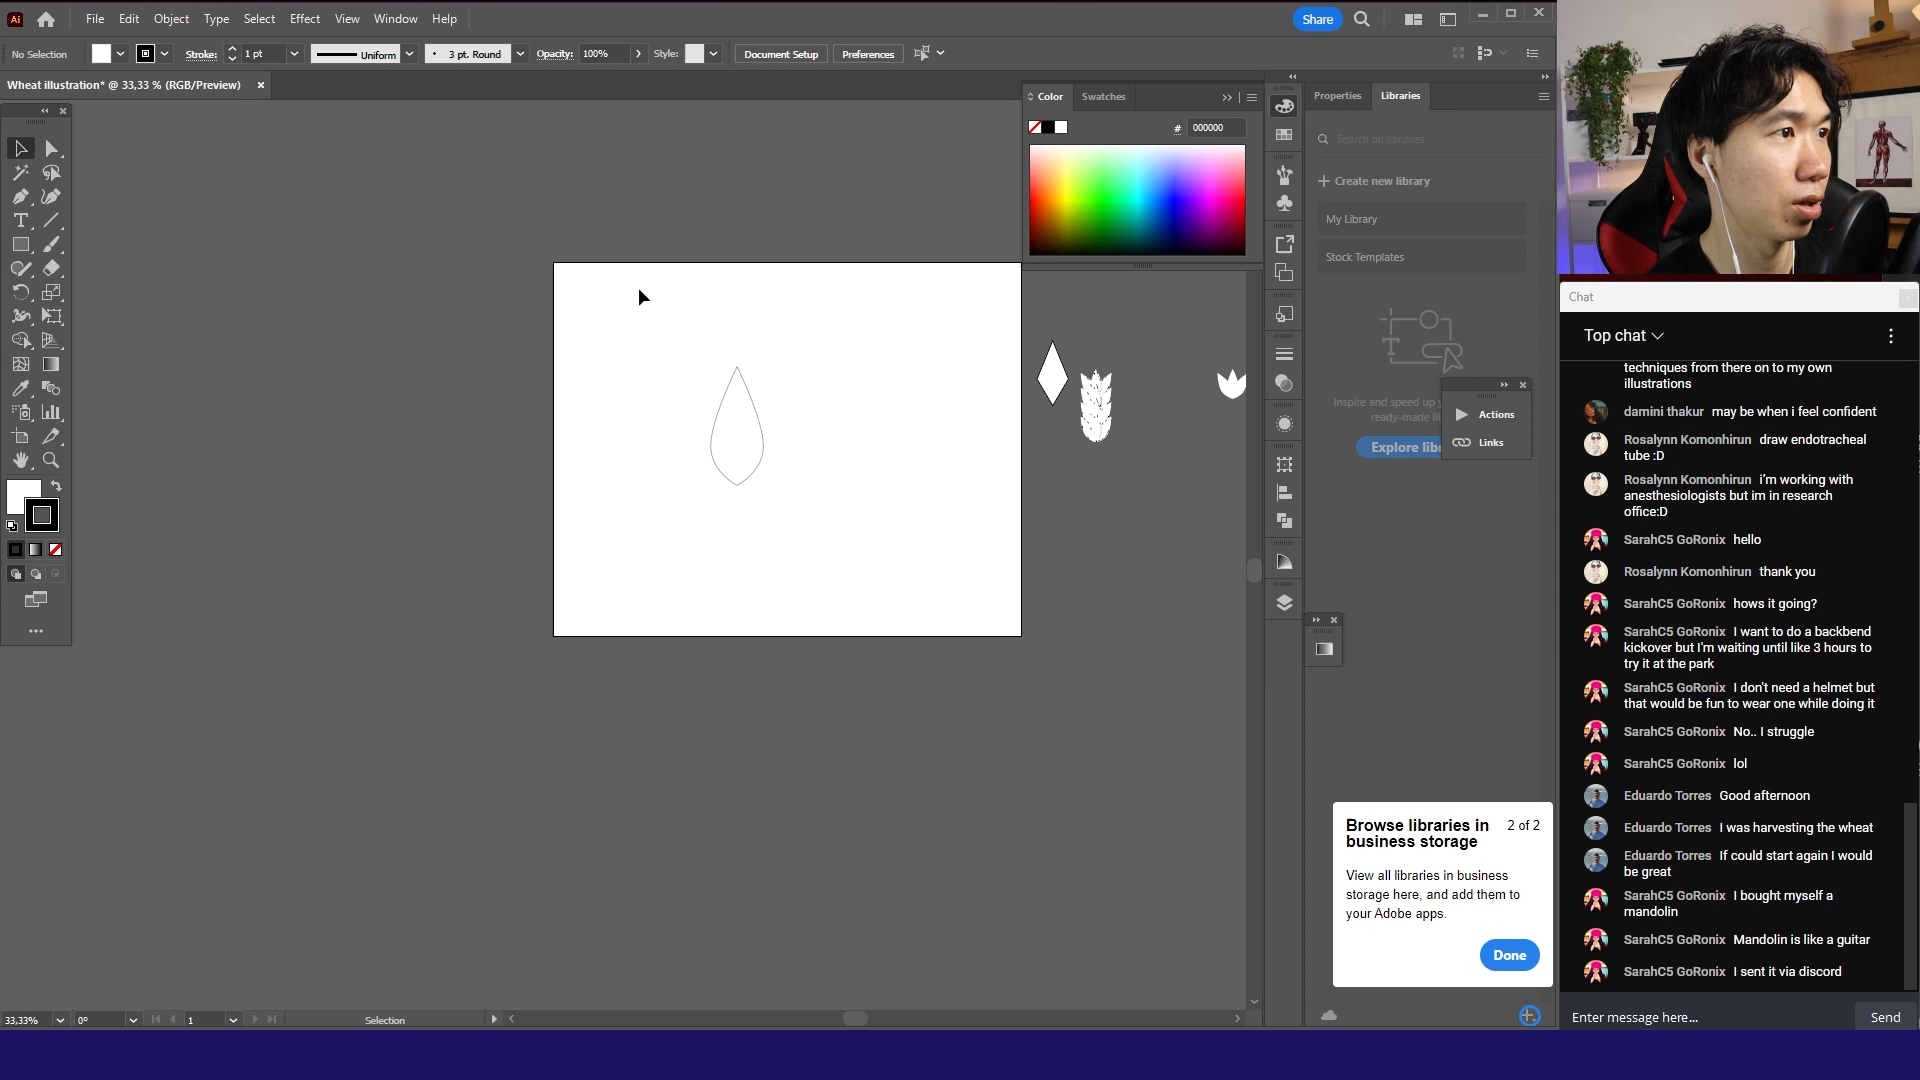 Ai
File Edit Object Type Select Effect View Window Help
Share
No Selection
Stroke: 1 pt
Uniform
3 pt. Round
Opacity: 100%
Style:
Document Setup
Preferences
Wheat illustration* @ 33,33 % (RGB/Preview)
Color Swatches
# 000000
Properties Libraries
Search all libraries
Create new library
My Library
Stock Templates
Inspire and speed up
ready-made
Actions
Links
Browse libraries in
business storage
2 of 2
View all libraries in business
storage here, and add them to
your Adobe apps.
Done
33,33%
0°
1
Selection
Chat
Top chat
techniques from there on to my own
illustrations
damini thakur may be when i feel confident
Rosalynn Komonhirun draw endotracheal
tube :D
Rosalynn Komonhirun i'm working with
anesthesiologists but im in research
office:D
SarahC5 GoRonix hello
Rosalynn Komonhirun thank you
SarahC5 GoRonix hows it going?
SarahC5 GoRonix I want to do a backbend
kickover but I'm waiting until like 3 hours to
try it at the park
SarahC5 GoRonix I don't need a helmet but
that would be fun to wear one while doing it
SarahC5 GoRonix No.. I struggle
SarahC5 GoRonix lol
Eduardo Torres Good afternoon
Eduardo Torres I was harvesting the wheat
Eduardo Torres If could start again I would
be great
SarahC5 GoRonix I bought myself a
mandolin
SarahC5 GoRonix Mandolin is like a guitar
SarahC5 GoRonix I sent it via discord
Enter message here...
Send